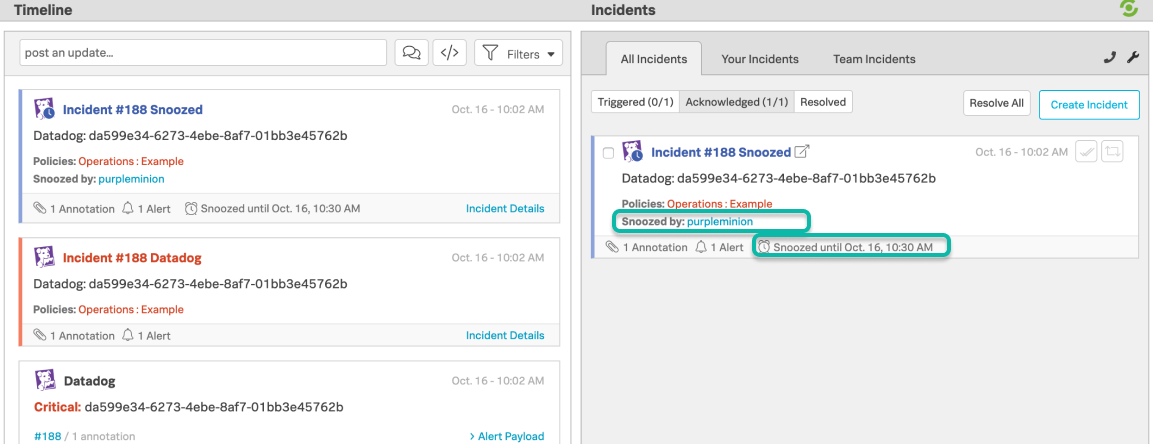 Timeline
post an update...
</>
Filters
Incident #188 Snoozed
Oct. 16 - 10:02 AM
Datadog: da599e34-6273-4ebe-8af7-01bb3e45762b
Policies: Operations : Example
Snoozed by: purpleminion
1 Annotation 1 Alert Snoozed until Oct. 16, 10:30 AM Incident Details
Incident #188 Datadog
Oct. 16 - 10:02 AM
Datadog: da599e34-6273-4ebe-8af7-01bb3e45762b
Policies: Operations : Example
1 Annotation 1 Alert Incident Details
Datadog
Oct. 16 - 10:02 AM
Critical: da599e34-6273-4ebe-8af7-01bb3e45762b
#188 / 1 annotation > Alert Payload
Incidents
All Incidents Your Incidents Team Incidents
Triggered (0/1) Acknowledged (1/1) Resolved Resolve All Create Incident
Incident #188 Snoozed
Oct. 16 - 10:02 AM
Datadog: da599e34-6273-4ebe-8af7-01bb3e45762b
Policies: Operations : Example
Snoozed by: purpleminion
1 Annotation 1 Alert Snoozed until Oct. 16, 10:30 AM